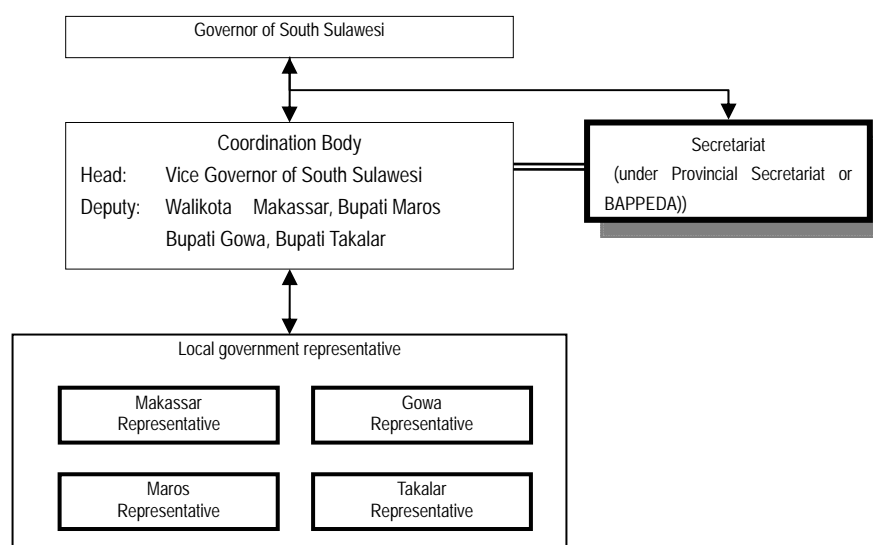 Governor of South Sulawesi
Coordination Body
Head: Vice Governor of South Sulawesi
Deputy: Walikota Makassar, Bupati Maros
Bupati Gowa, Bupati Takalar
Secretariat
(under Provincial Secretariat or
BAPPEDA))
Local government representative
Makassar
Representative
Gowa
Representative
Maros
Representative
Takalar
Representative